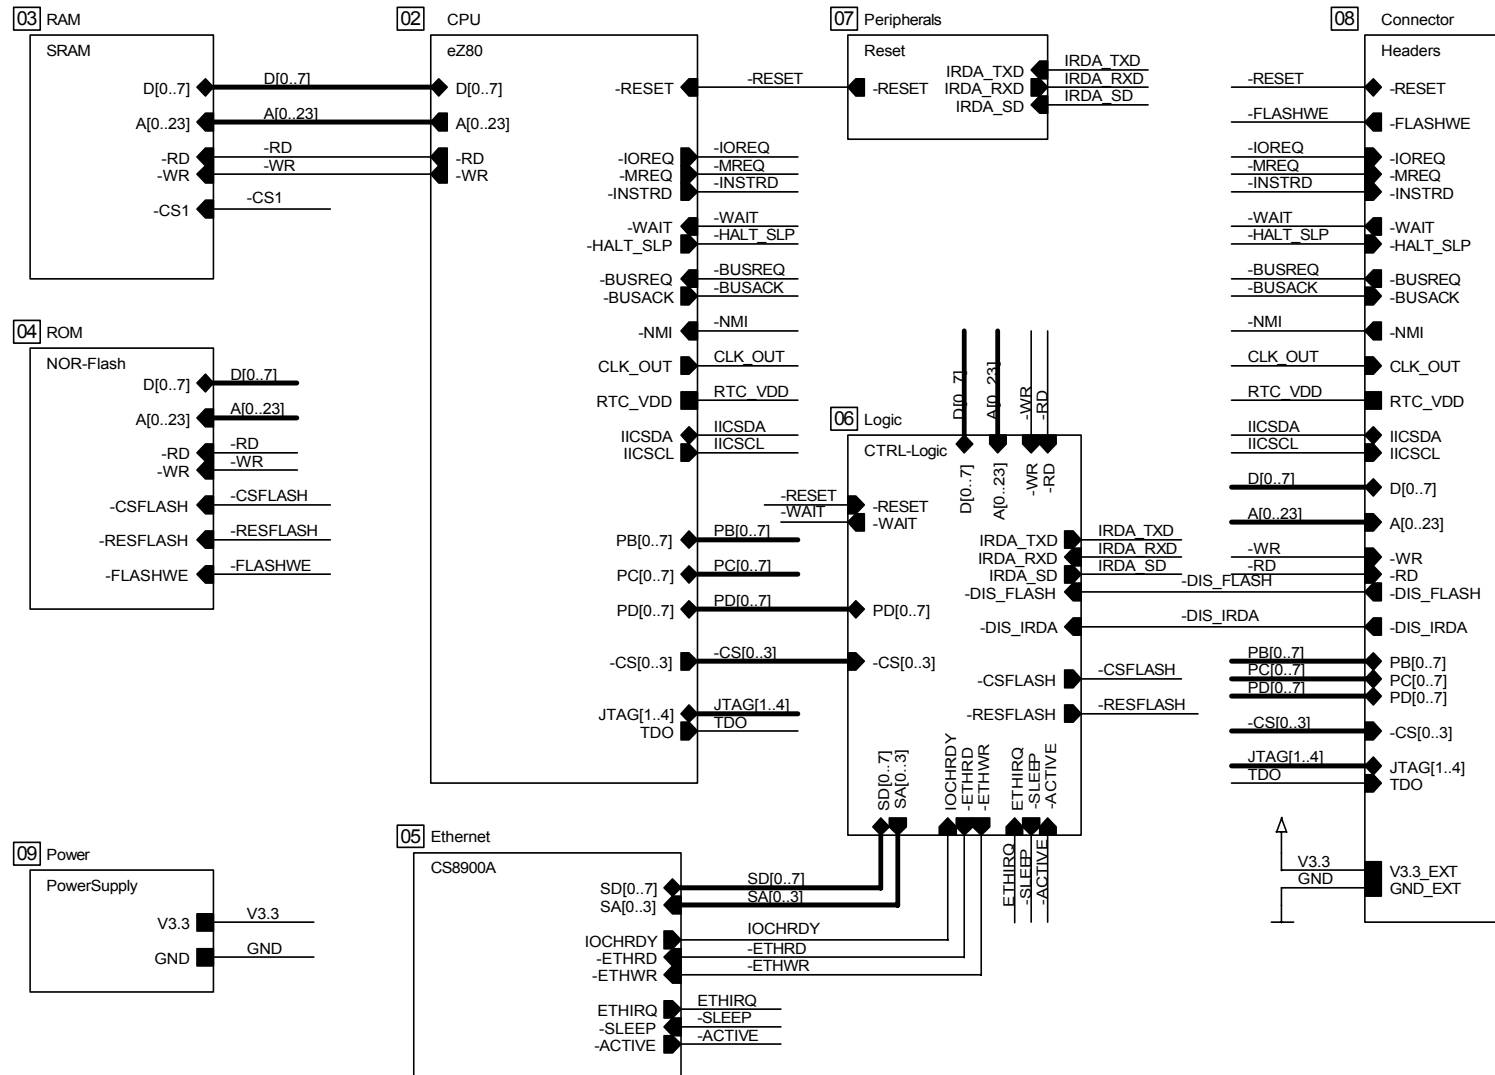 03 RAM
SRAM
D[0..7] D[0..7]
A[0..23] A[0..23]
-RD -RD
-WR -WR
-CS1 -CS1
04 ROM
NOR-Flash
D[0..7] D[0..7]
A[0..23] A[0..23]
-RD -RD
-WR -WR
-CSFLASH -CSFLASH
-RESFLASH -RESFLASH
-FLASHWE -FLASHWE
09 Power
PowerSupply
V3.3 V3.3
GND GND
02 CPU
eZ80
D[0..7]
A[0..23]
-RD
-WR
-RESET -RESET
-IOREQ -IOREQ
-MREQ -MREQ
-INSTRD -INSTRD
-WAIT -WAIT
-HALT_SLP -HALT_SLP
-BUSREQ -BUSREQ
-BUSACK -BUSACK
-NMI -NMI
CLK_OUT CLK_OUT
RTC_VDD RTC_VDD
IICSDA IICSDA
IICSCL IICSCL
PB[0..7] PB[0..7]
PC[0..7] PC[0..7]
PD[0..7] PD[0..7]
-CS[0..3] -CS[0..3]
JTAG[1..4] JTAG[1..4]
TDO TDO
05 Ethernet
CS8900A
SD[0..7] SD[0..7]
SA[0..3] SA[0..3]
IOCHRDY IOCHRDY
-ETHRD -ETHRD
-ETHWR -ETHWR
ETHIRQ ETHIRQ
-SLEEP -SLEEP
-ACTIVE -ACTIVE
07 Peripherals
Reset
-RESET
IRDA_TXD IRDA_TXD
IRDA_RXD IRDA_RXD
IRDA_SD IRDA_SD
06 Logic
CTRL-Logic
D[0..7] D[0..7]
A[0..23] A[0..23]
-WR -WR
-RD -RD
-RESET -RESET
-WAIT -WAIT
PD[0..7]
-CS[0..3]
IRDA_TXD IRDA_TXD
IRDA_RXD IRDA_RXD
IRDA_SD IRDA_SD
-DIS_FLASH -DIS_FLASH
-DIS_IRDA -DIS_IRDA
-CSFLASH -CSFLASH
-RESFLASH -RESFLASH
SD[0..7]
SA[0..3]
IOCHRDY
-ETHRD
-ETHWR
ETHIRQ ETHIRQ
-SLEEP -SLEEP
-ACTIVE -ACTIVE
08 Connector
Headers
-RESET -RESET
-FLASHWE -FLASHWE
-IOREQ -IOREQ
-MREQ -MREQ
-INSTRD -INSTRD
-WAIT -WAIT
-HALT_SLP -HALT_SLP
-BUSREQ -BUSREQ
-BUSACK -BUSACK
-NMI -NMI
CLK_OUT CLK_OUT
RTC_VDD RTC_VDD
IICSDA IICSDA
IICSCL IICSCL
D[0..7] D[0..7]
A[0..23] A[0..23]
-WR -WR
-RD -RD
-DIS_FLASH
-DIS_IRDA
PB[0..7] PB[0..7]
PC[0..7] PC[0..7]
PD[0..7] PD[0..7]
-CS[0..3] -CS[0..3]
JTAG[1..4] JTAG[1..4]
TDO TDO
V3.3 V3.3_EXT
GND GND_EXT